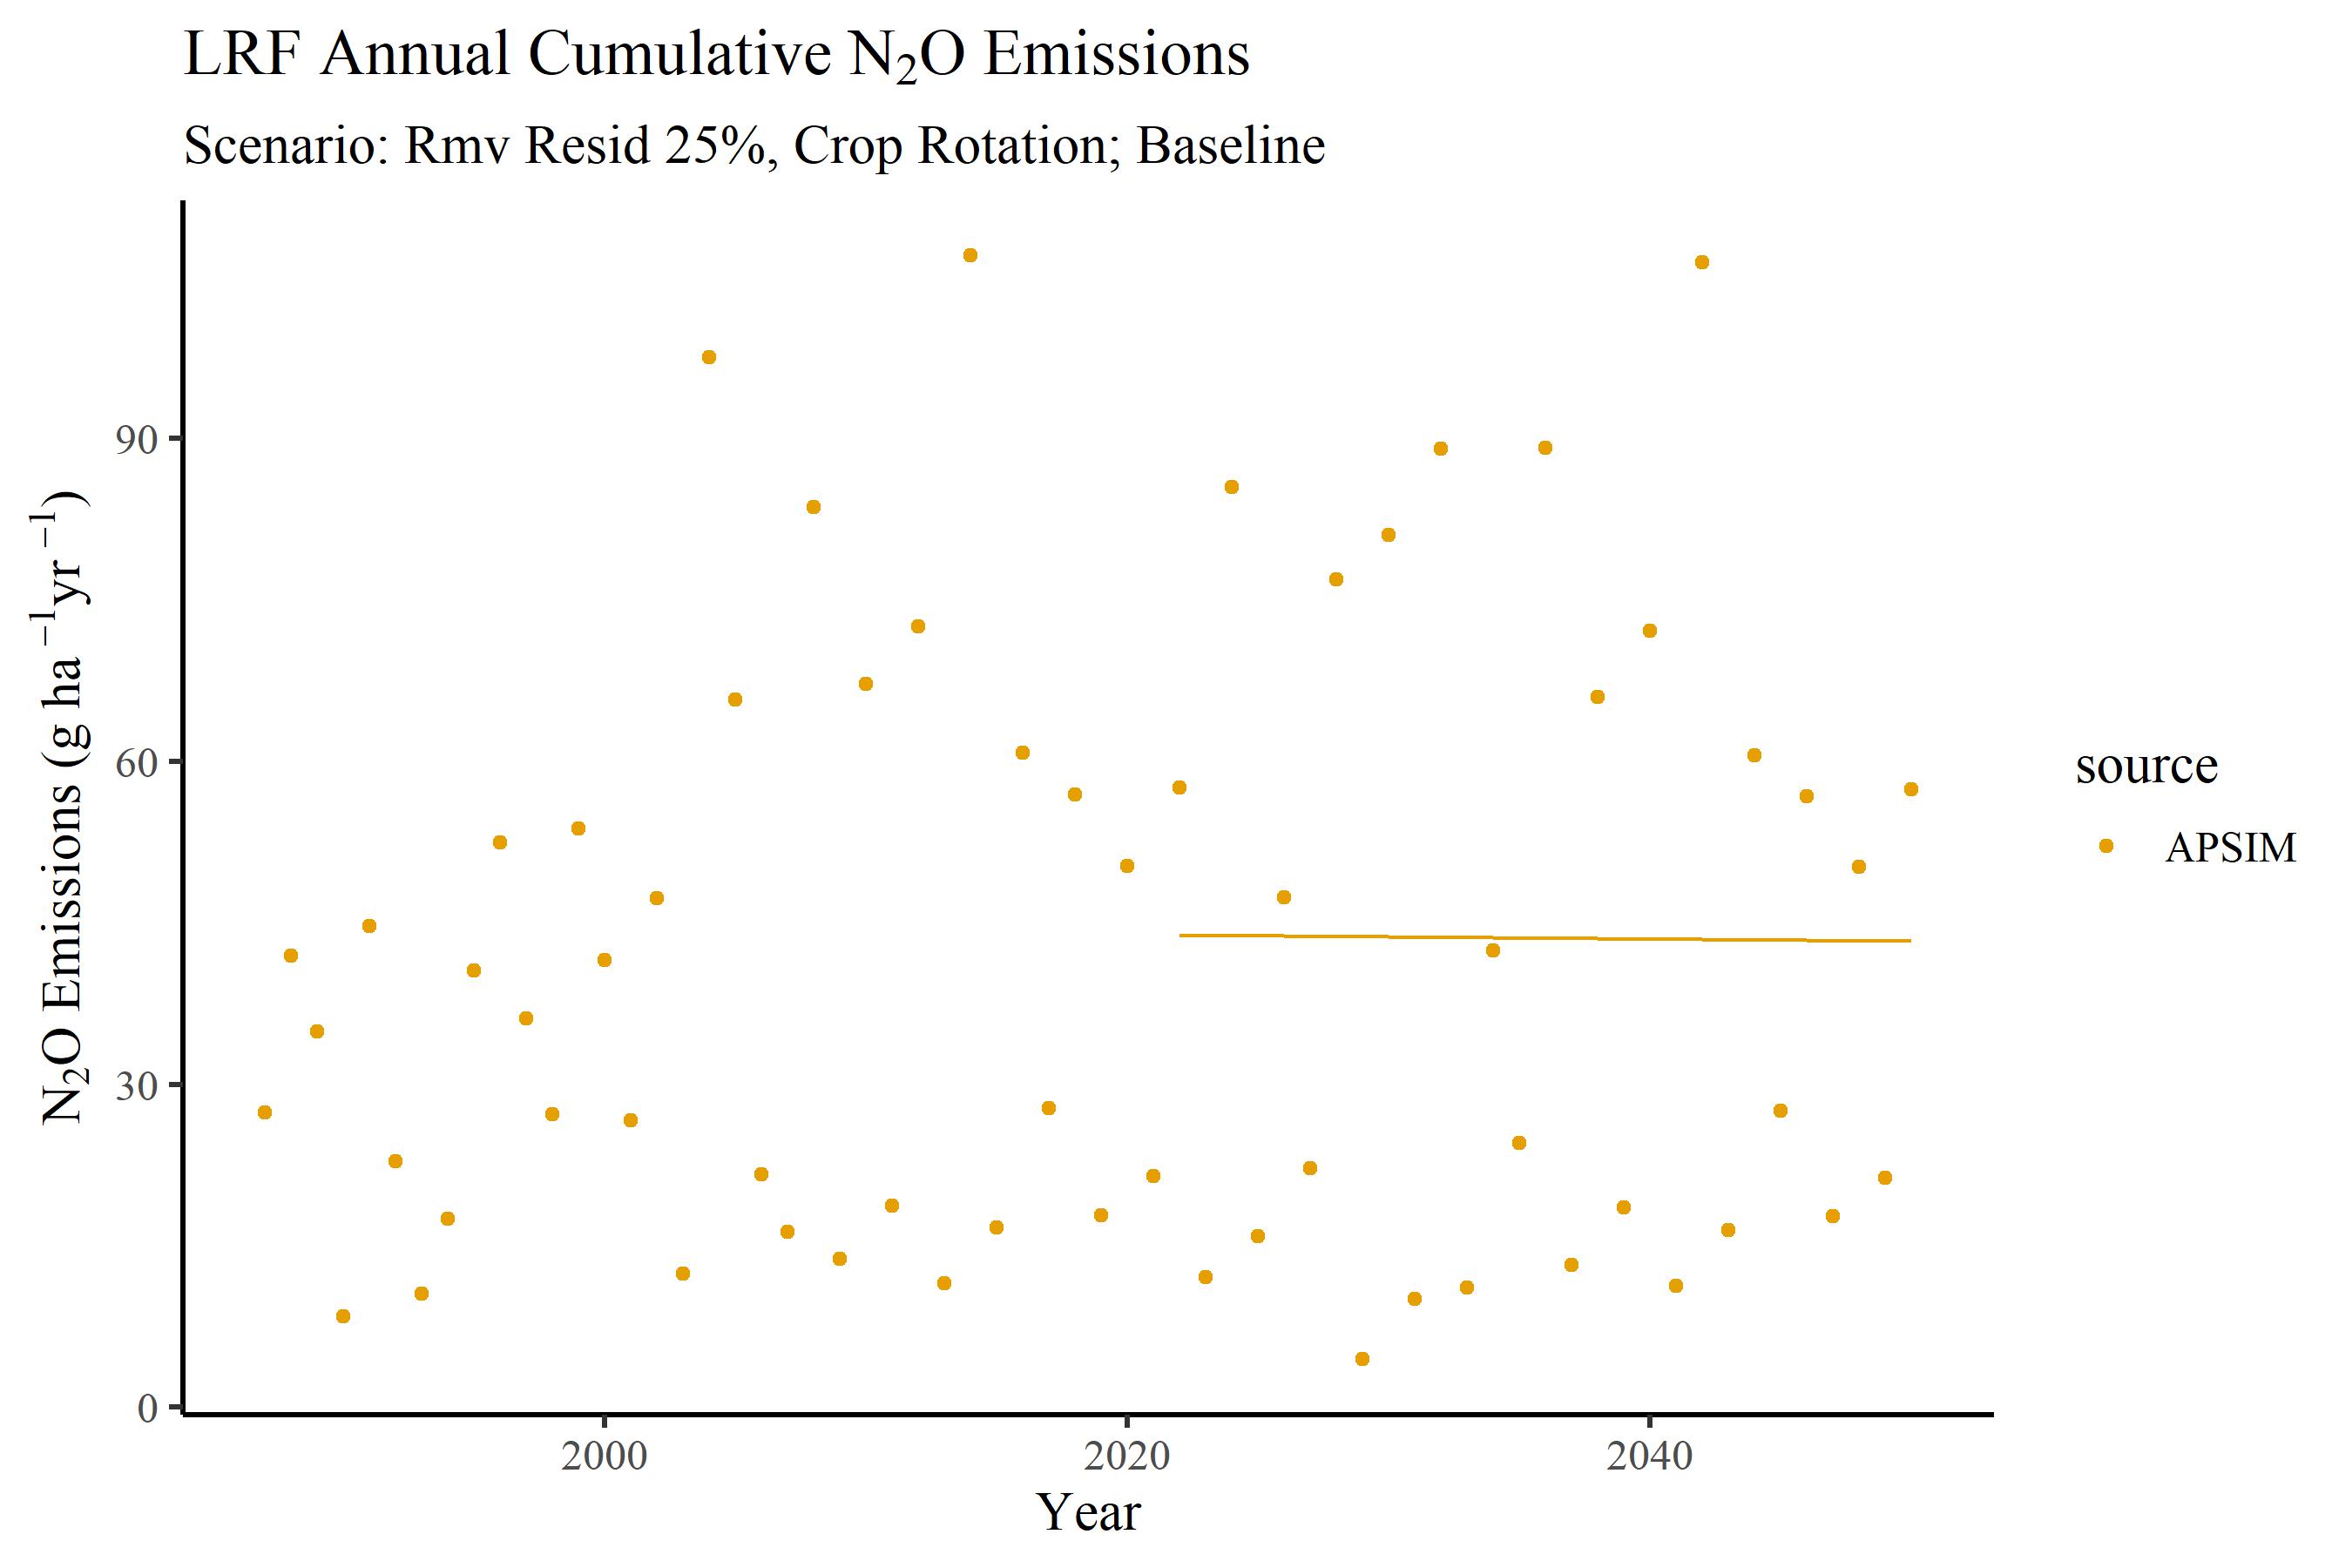 LRF Annual Cumulative N₂O Emissions
Scenario: Rmv Resid 25%, Crop Rotation; Baseline
N₂O Emissions (g ha ⁻¹yr ⁻¹)
90
60
30
0
2000 2020 2040
Year
source
APSIM